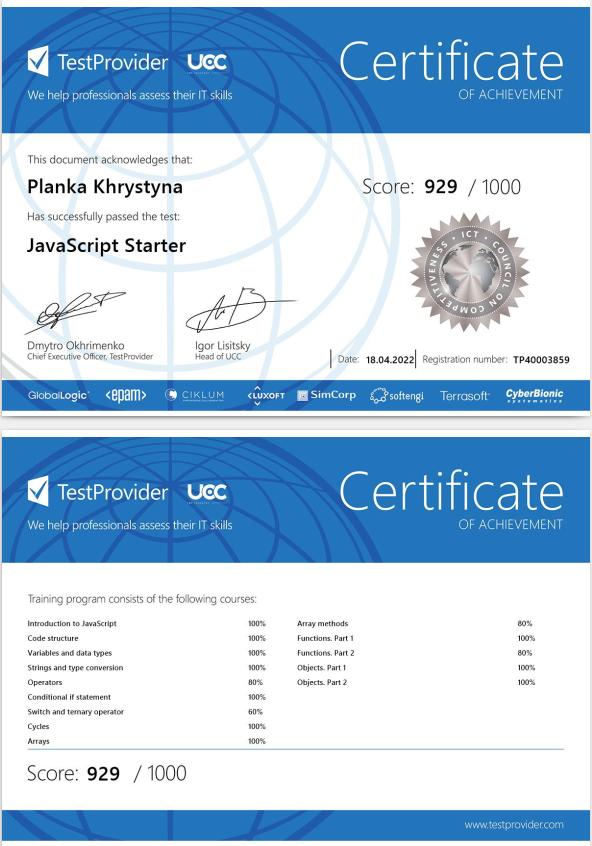 TestProvider UCC
We help professionals assess their IT skills
Certificate
OF ACHIEVEMENT
This document acknowledges that:
Planka Khrystyna
Has successfully passed the test:
JavaScript Starter
Score: 929 / 1000
ICT • COUNCIL ON COMPETITIVENESS •
Dmytro Okhrimenko
Chief Executive Officer, TestProvider
Igor Lisitsky
Head of UCC
Date: 18.04.2022
Registration number: TP40003859
GlobalLogic <epam> CIKLUM LUXOFT SimCorp softengi Terrasoft CyberBionic systematics
TestProvider UCC
We help professionals assess their IT skills
Certificate
OF ACHIEVEMENT
Training program consists of the following courses:
Introduction to JavaScript 100%
Code structure 100%
Variables and data types 100%
Strings and type conversion 100%
Operators 80%
Conditional if statement 100%
Switch and ternary operator 60%
Cycles 100%
Arrays 100%
Array methods 80%
Functions. Part 1 100%
Functions. Part 2 80%
Objects. Part 1 100%
Objects. Part 2 100%
Score: 929 / 1000
www.testprovider.com